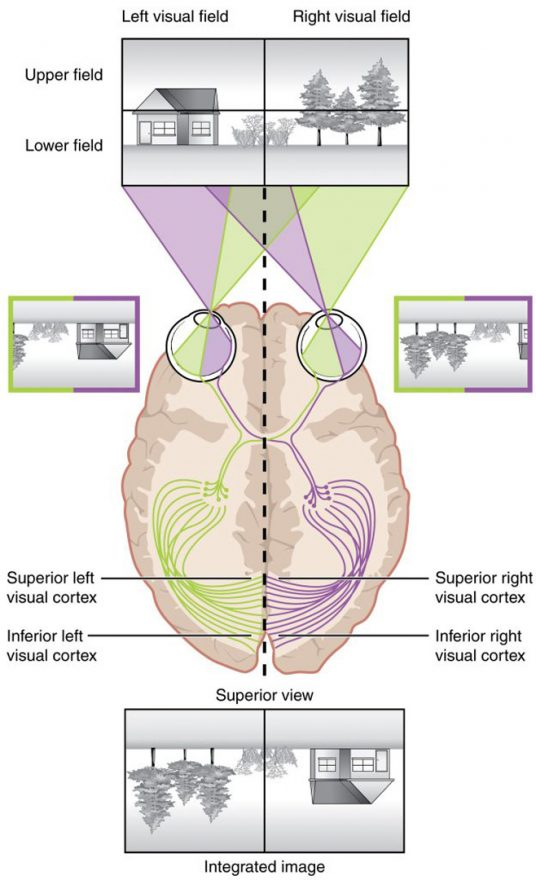 Left visual field
Right visual field
Upper field
Lower field
Superior left
visual cortex
Superior right
visual cortex
Inferior left
visual cortex
Inferior right
visual cortex
Superior view
Integrated image